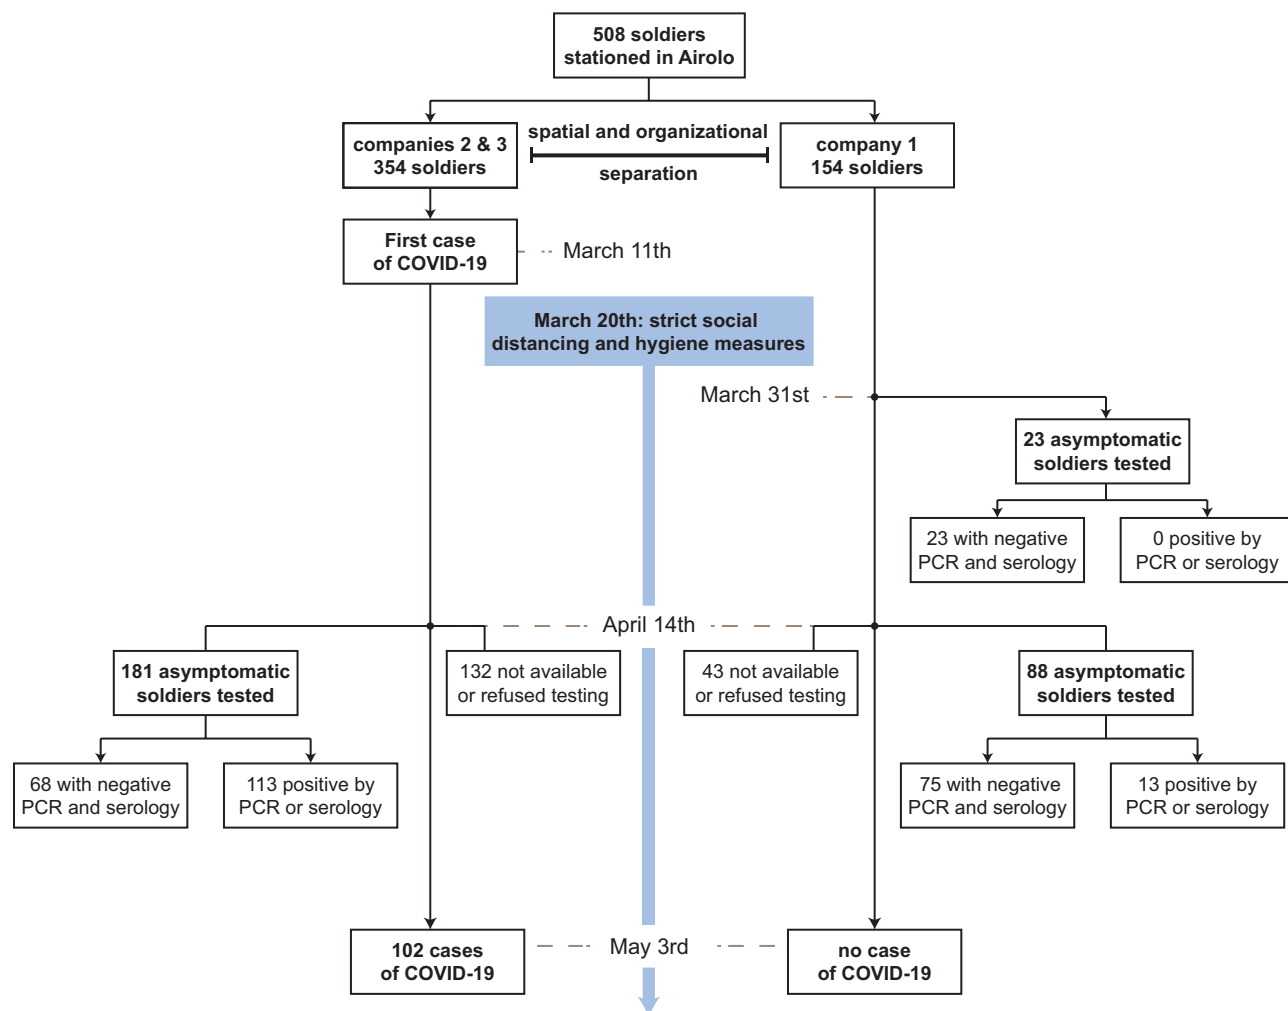 508 soldiers
stationed in Airolo
companies 2 & 3
354 soldiers
spatial and organizational
separation
company 1
154 soldiers
First case
of COVID-19
March 11th
March 20th: strict social
distancing and hygiene measures
March 31st
23 asymptomatic
soldiers tested
23 with negative
PCR and serology
0 positive by
PCR or serology
April 14th
181 asymptomatic
soldiers tested
132 not available
or refused testing
43 not available
or refused testing
88 asymptomatic
soldiers tested
68 with negative
PCR and serology
113 positive by
PCR or serology
75 with negative
PCR and serology
13 positive by
PCR or serology
102 cases
of COVID-19
May 3rd
no case
of COVID-19